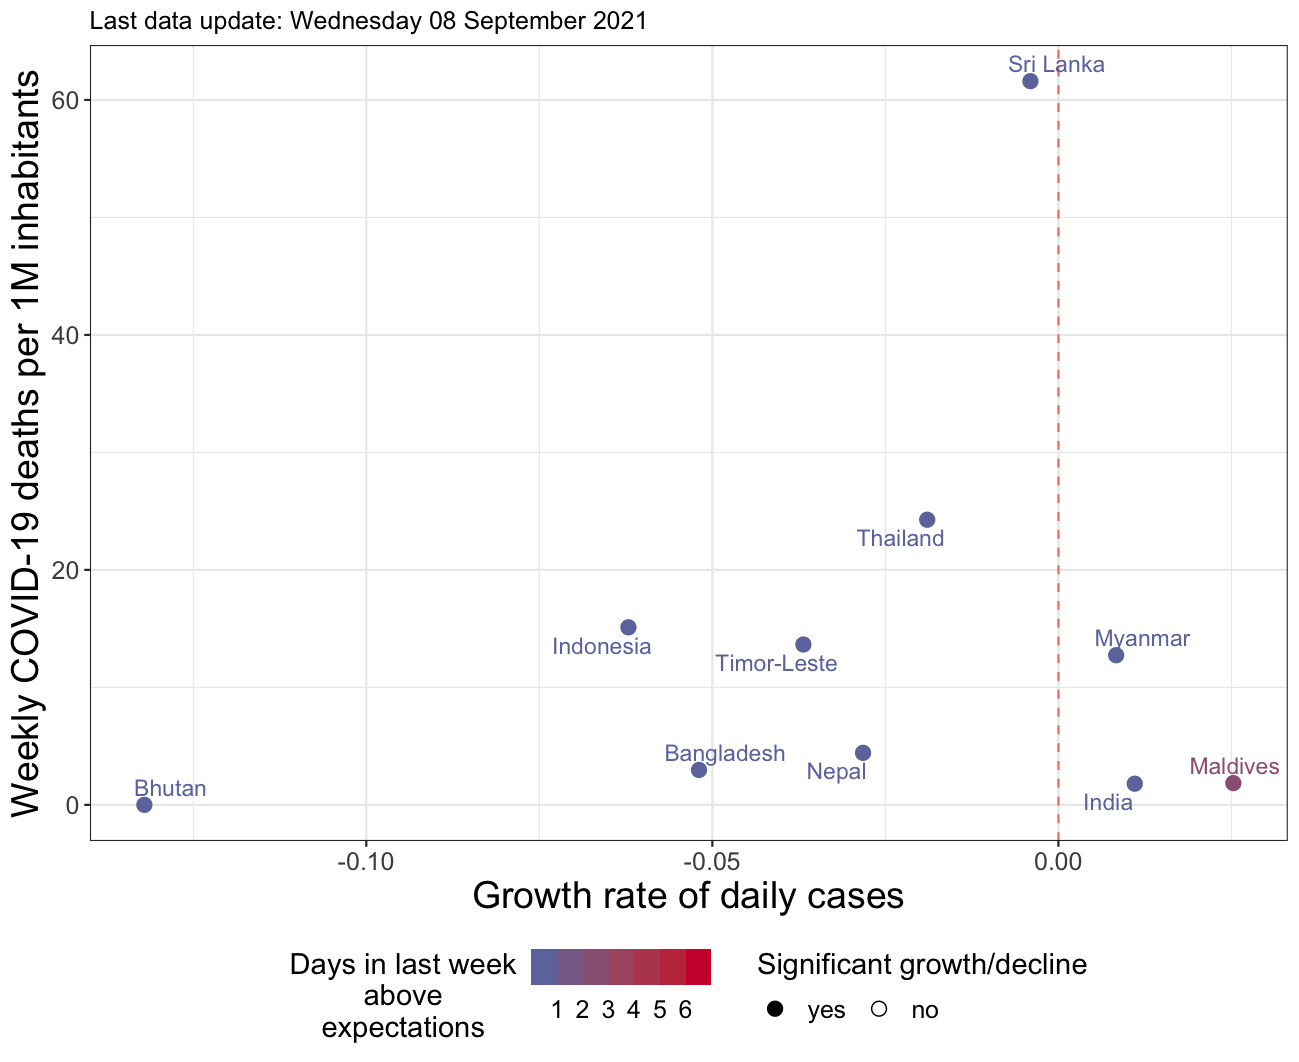 Last data update: Wednesday 08 September 2021
Weekly COVID-19 deaths per 1M inhabitants
60
40
20
0
Sri Lanka
Thailand
Indonesia
Timor-Leste
Myanmar
Bangladesh
Nepal
Maldives
Bhutan
India
-0.10
-0.05
0.00
Growth rate of daily cases
Days in last week
above
expectations
1 2 3 4 5 6
Significant growth/decline
yes no